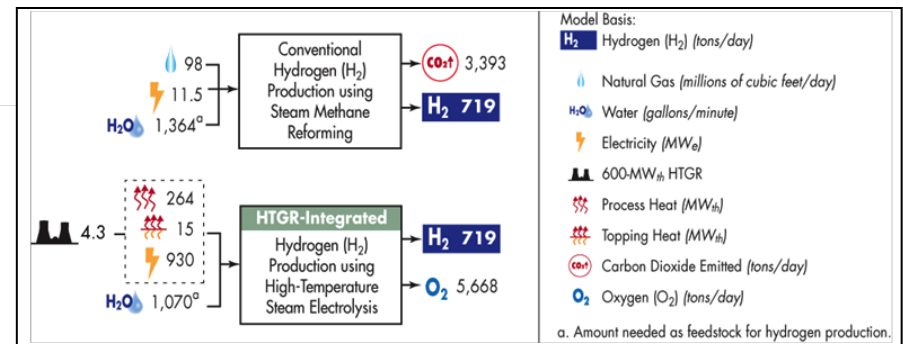 98
11.5
H₂O 1,364ᵃ
Conventional
Hydrogen (H₂)
Production using
Steam Methane
Reforming
CO₂↑ 3,393
H₂ 719
4.3
264
15
930
H₂O 1,070ᵃ
HTGR-Integrated
Hydrogen (H₂)
Production using
High-Temperature
Steam Electrolysis
H₂ 719
O₂ 5,668
Model Basis:
H₂ Hydrogen (H₂) (tons/day)
Natural Gas (millions of cubic feet/day)
H₂O Water (gallons/minute)
Electricity (MWₑ)
600-MWₜₕ HTGR
Process Heat (MWₜₕ)
Topping Heat (MWₜₕ)
CO₂↑ Carbon Dioxide Emitted (tons/day)
O₂ Oxygen (O₂) (tons/day)
a. Amount needed as feedstock for hydrogen production.